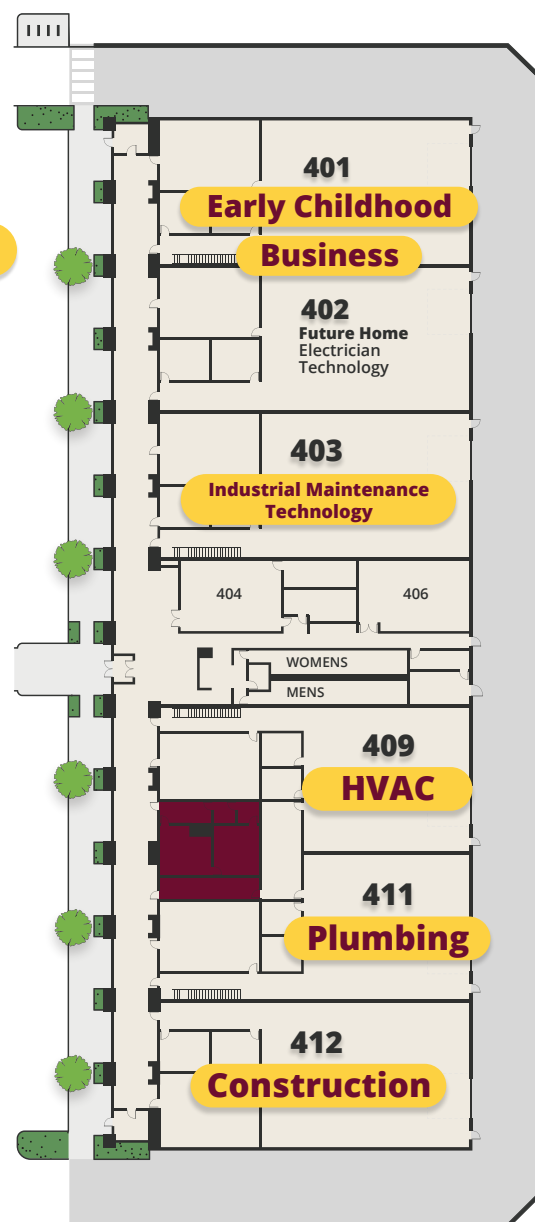 401
Early Childhood
Business
402
Future Home
Electrician
Technology
403
Industrial Maintenance
Technology
404
406
WOMENS
MENS
409
HVAC
411
Plumbing
412
Construction